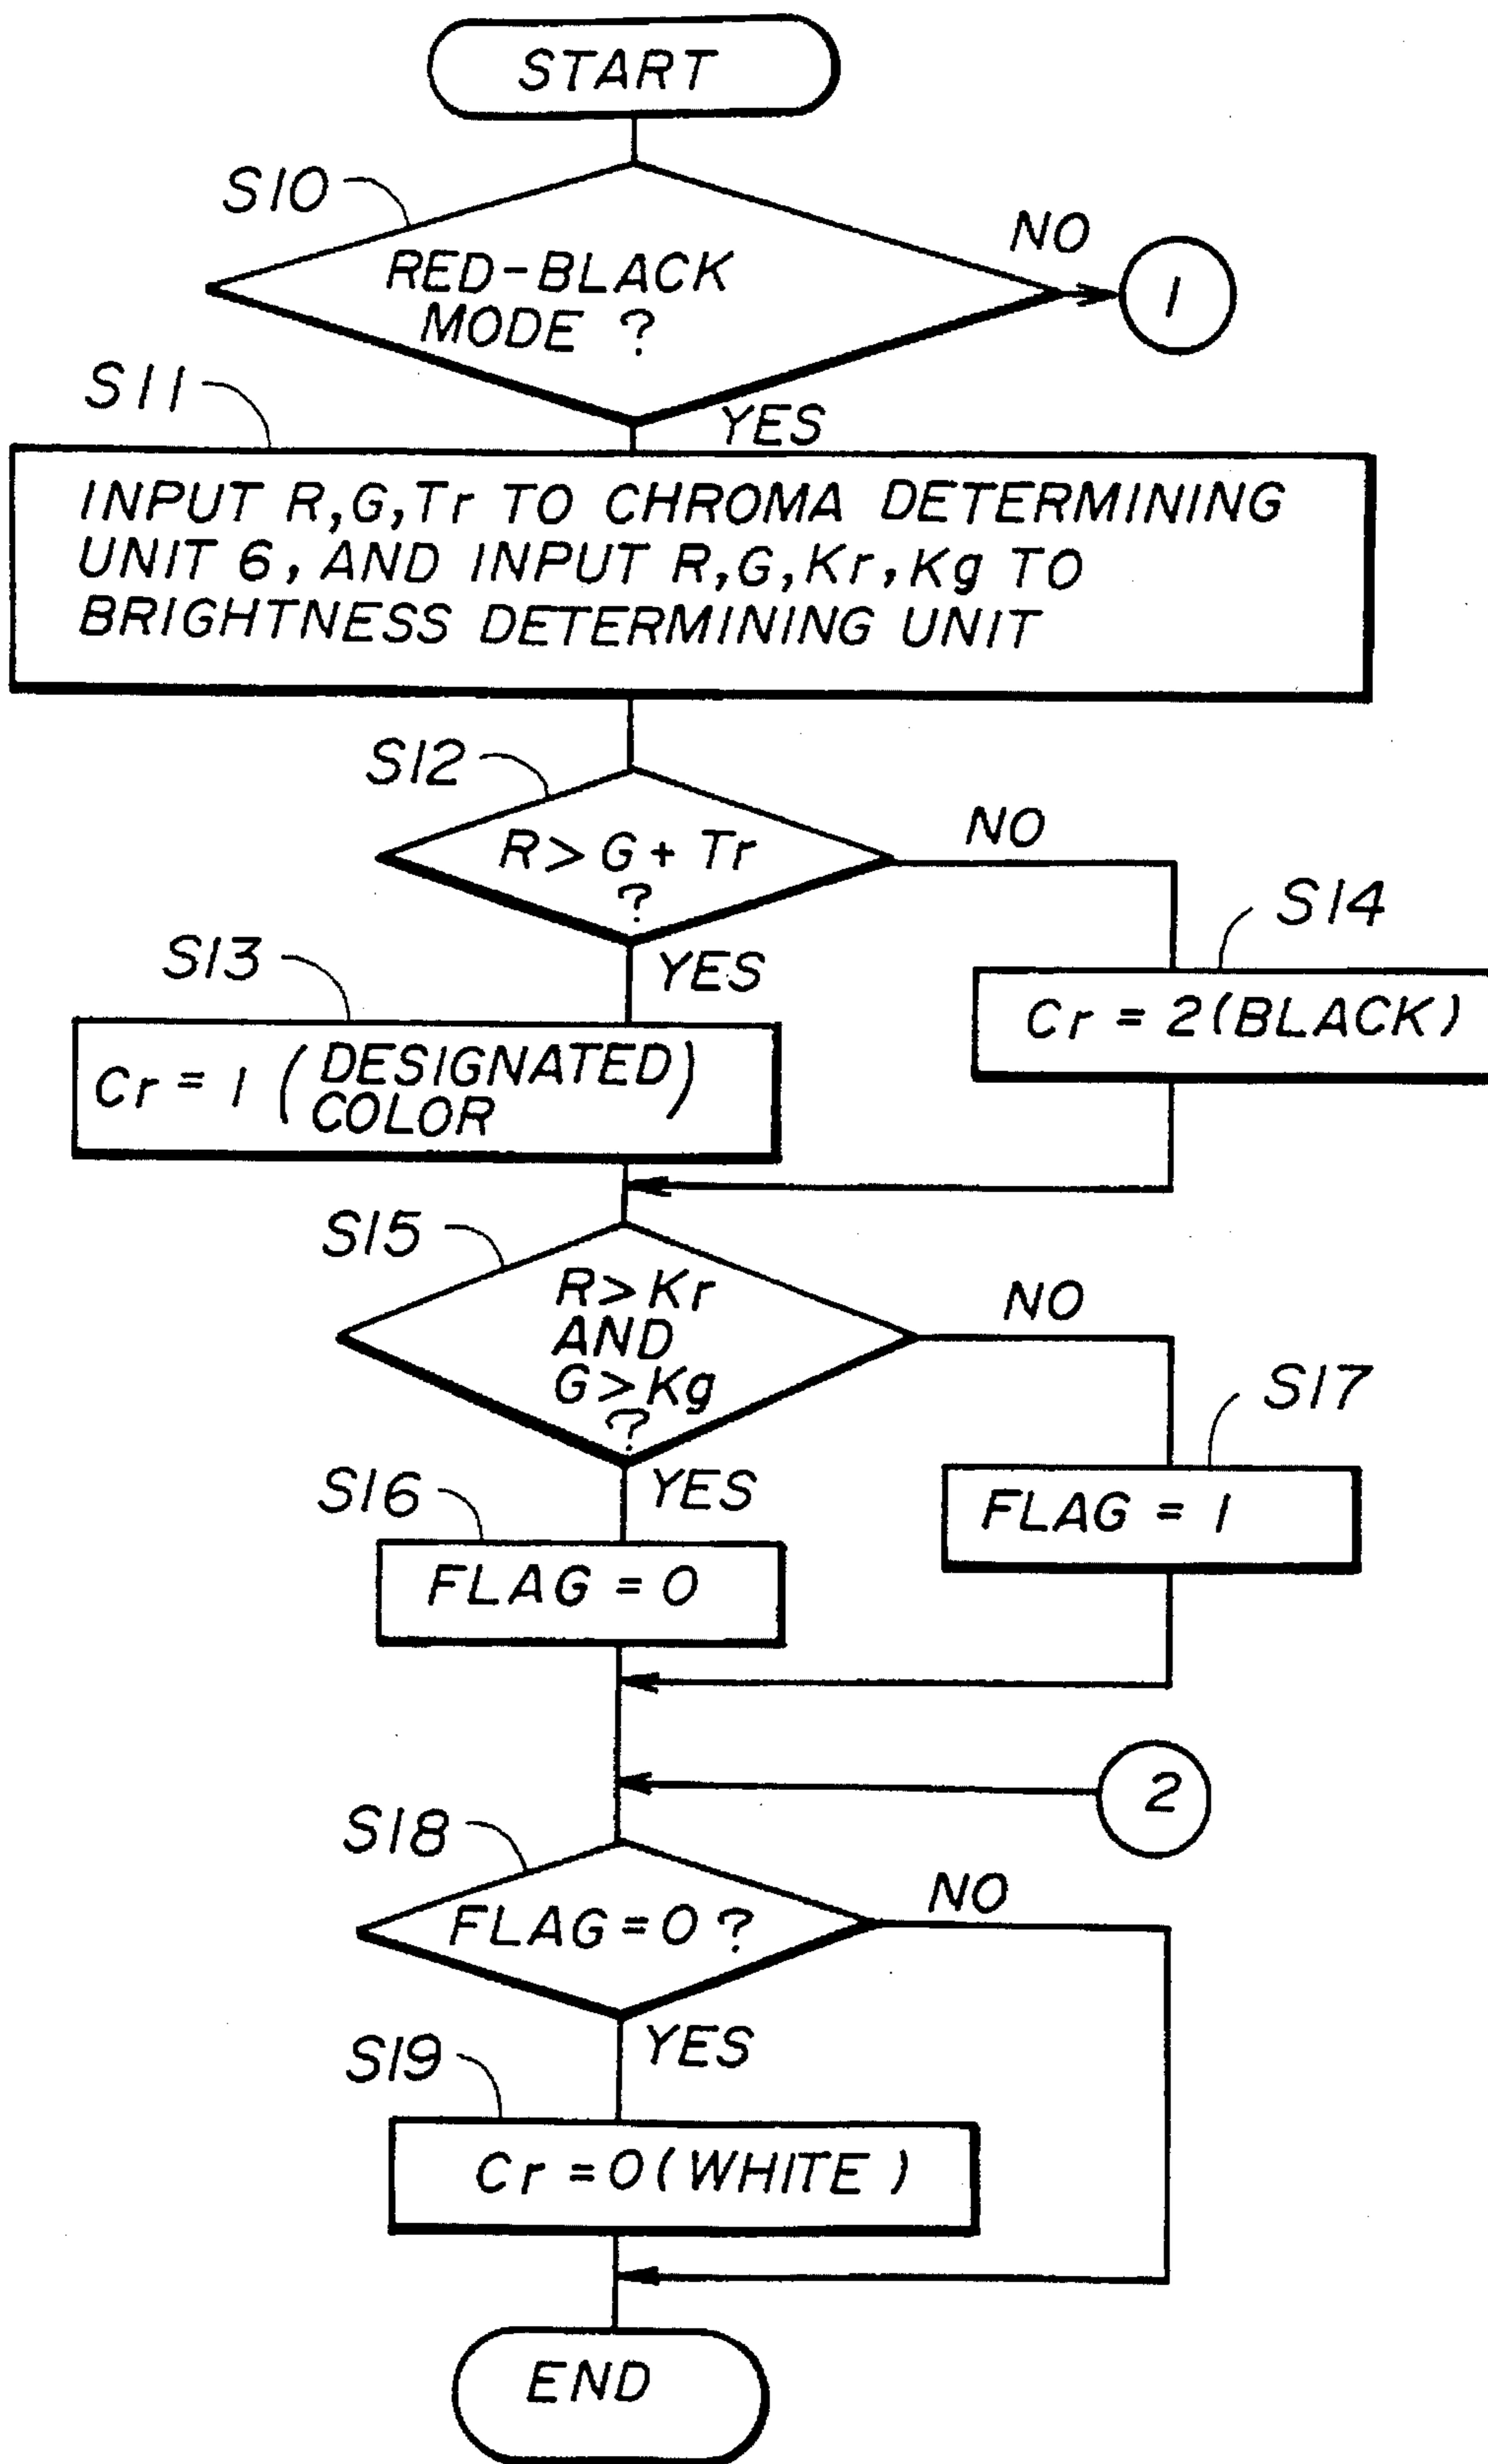 START
S10
NO
RED-BLACK
MODE ?
1
S11
YES
INPUT R,G,Tr TO CHROMA DETERMINING
UNIT 6, AND INPUT R,G,Kr,Kg TO
BRIGHTNESS DETERMINING UNIT
S12
NO
R> G + Tr
?
S14
S13
YES
Cr = 2 (BLACK)
Cr = 1 (DESIGNATED)
COLOR
S15
R>Kr
AND
G>Kg
?
NO
S17
S16
YES
FLAG = 1
FLAG = 0
2
S18
NO
FLAG=0 ?
YES
S19
Cr =0 (WHITE )
END